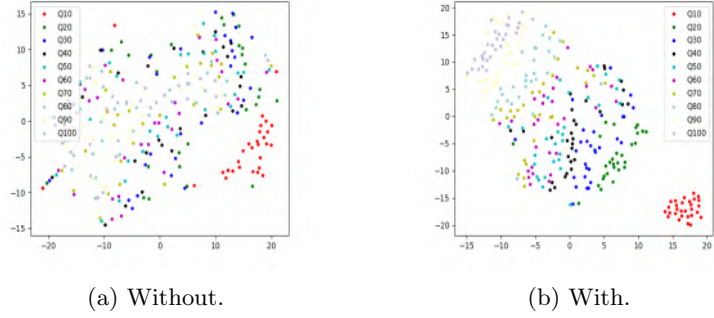 15
10
5
0
−5
−10
−15
−20
−10
0
10
20
Q10
Q20
Q30
Q40
Q50
Q60
Q70
Q80
Q90
Q100
(a) Without.
20
15
10
5
0
−5
−10
−15
−20
−15
−10
−5
0
5
10
15
20
Q10
Q20
Q30
Q40
Q50
Q60
Q70
Q80
Q90
Q100
(b) With.